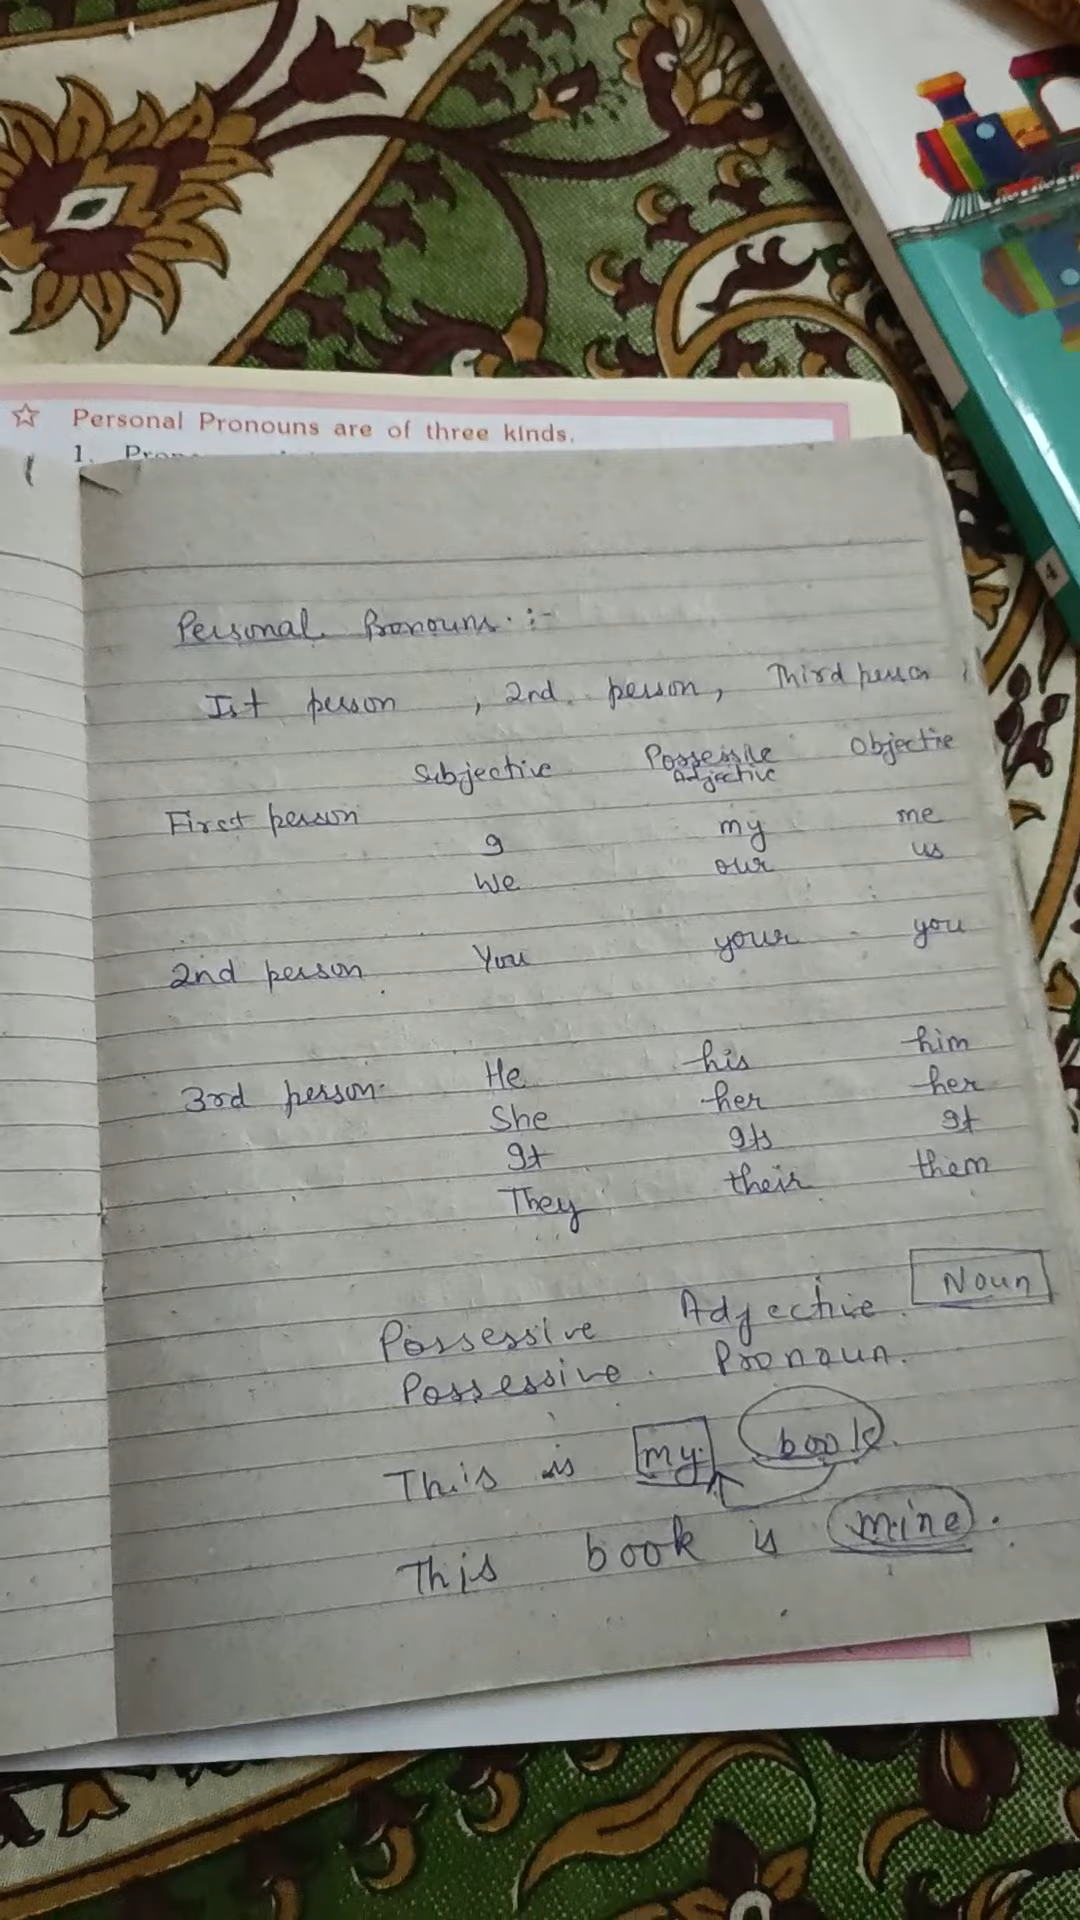 ☆ Personal Pronouns are of three kinds.
1.
Personal Pronouns :-
Ist person , 2nd person, Third person
Subjective Possessive Adjective Objective
First person
I my me
We our us
2nd person You your you
3rd person He his him
She her her
It Its It
They their them
Possessive Adjective. Noun
Possessive Pronoun.
This is my book.
This book is mine.
4